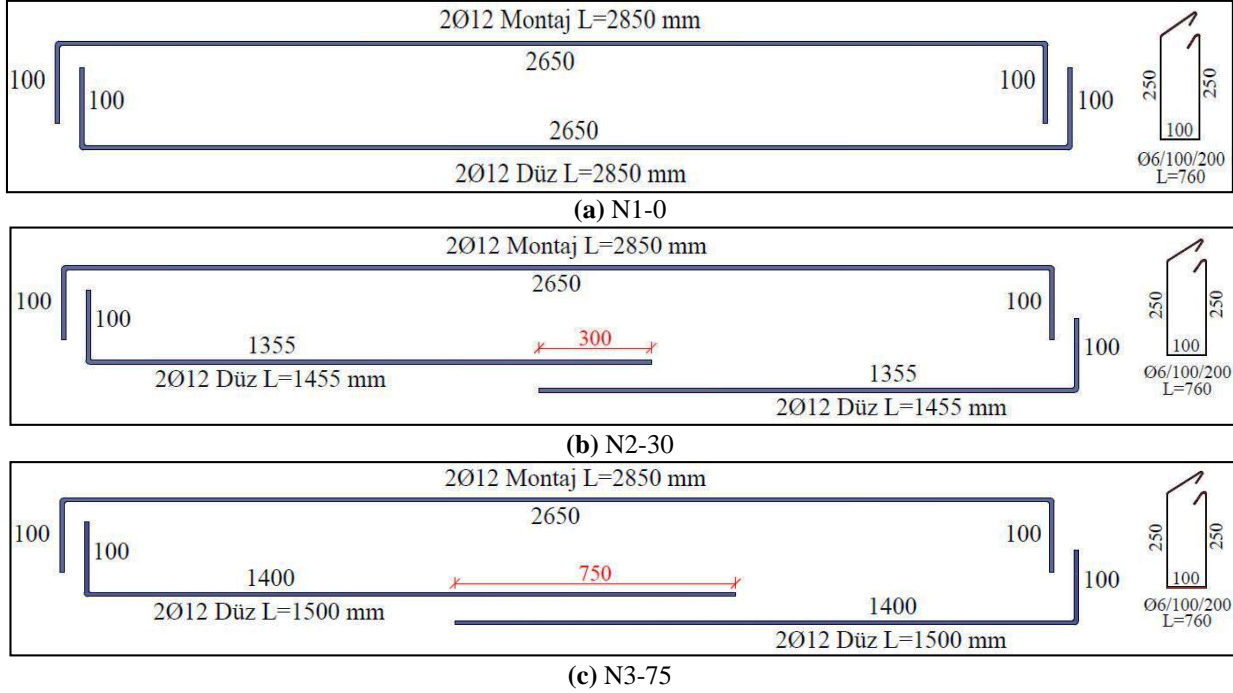 2Ø12 Montaj L=2850 mm
2650
100
100
100
100
2650
2Ø12 Düz L=2850 mm
250
250
100
Ø6/100/200
L=760
(a) N1-0
2Ø12 Montaj L=2850 mm
2650
100
100
100
100
1355
300
2Ø12 Düz L=1455 mm
1355
2Ø12 Düz L=1455 mm
250
250
100
Ø6/100/200
L=760
(b) N2-30
2Ø12 Montaj L=2850 mm
2650
100
100
100
100
1400
750
2Ø12 Düz L=1500 mm
1400
2Ø12 Düz L=1500 mm
250
250
100
Ø6/100/200
L=760
(c) N3-75